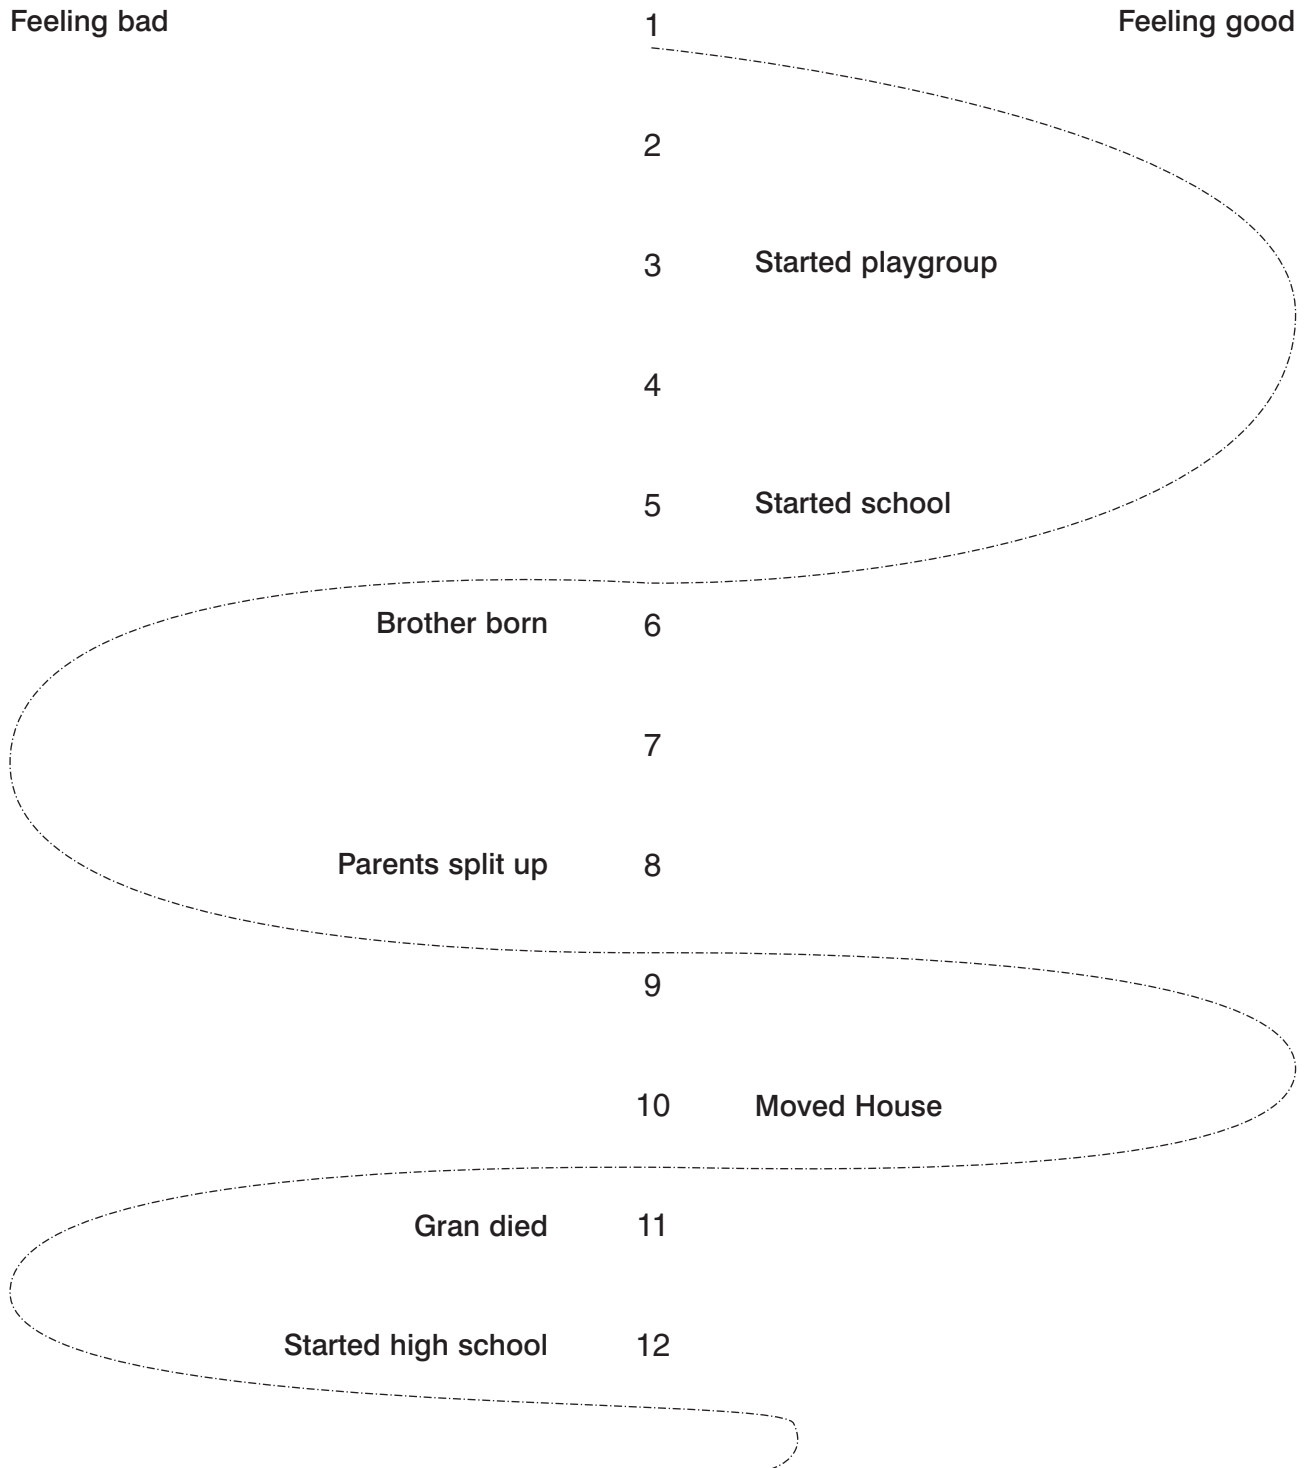 Feeling bad 1 Feeling good
2
3 Started playgroup
4
5 Started school
Brother born 6
7
Parents split up 8
9
10 Moved House
Gran died 11
Started high school 12